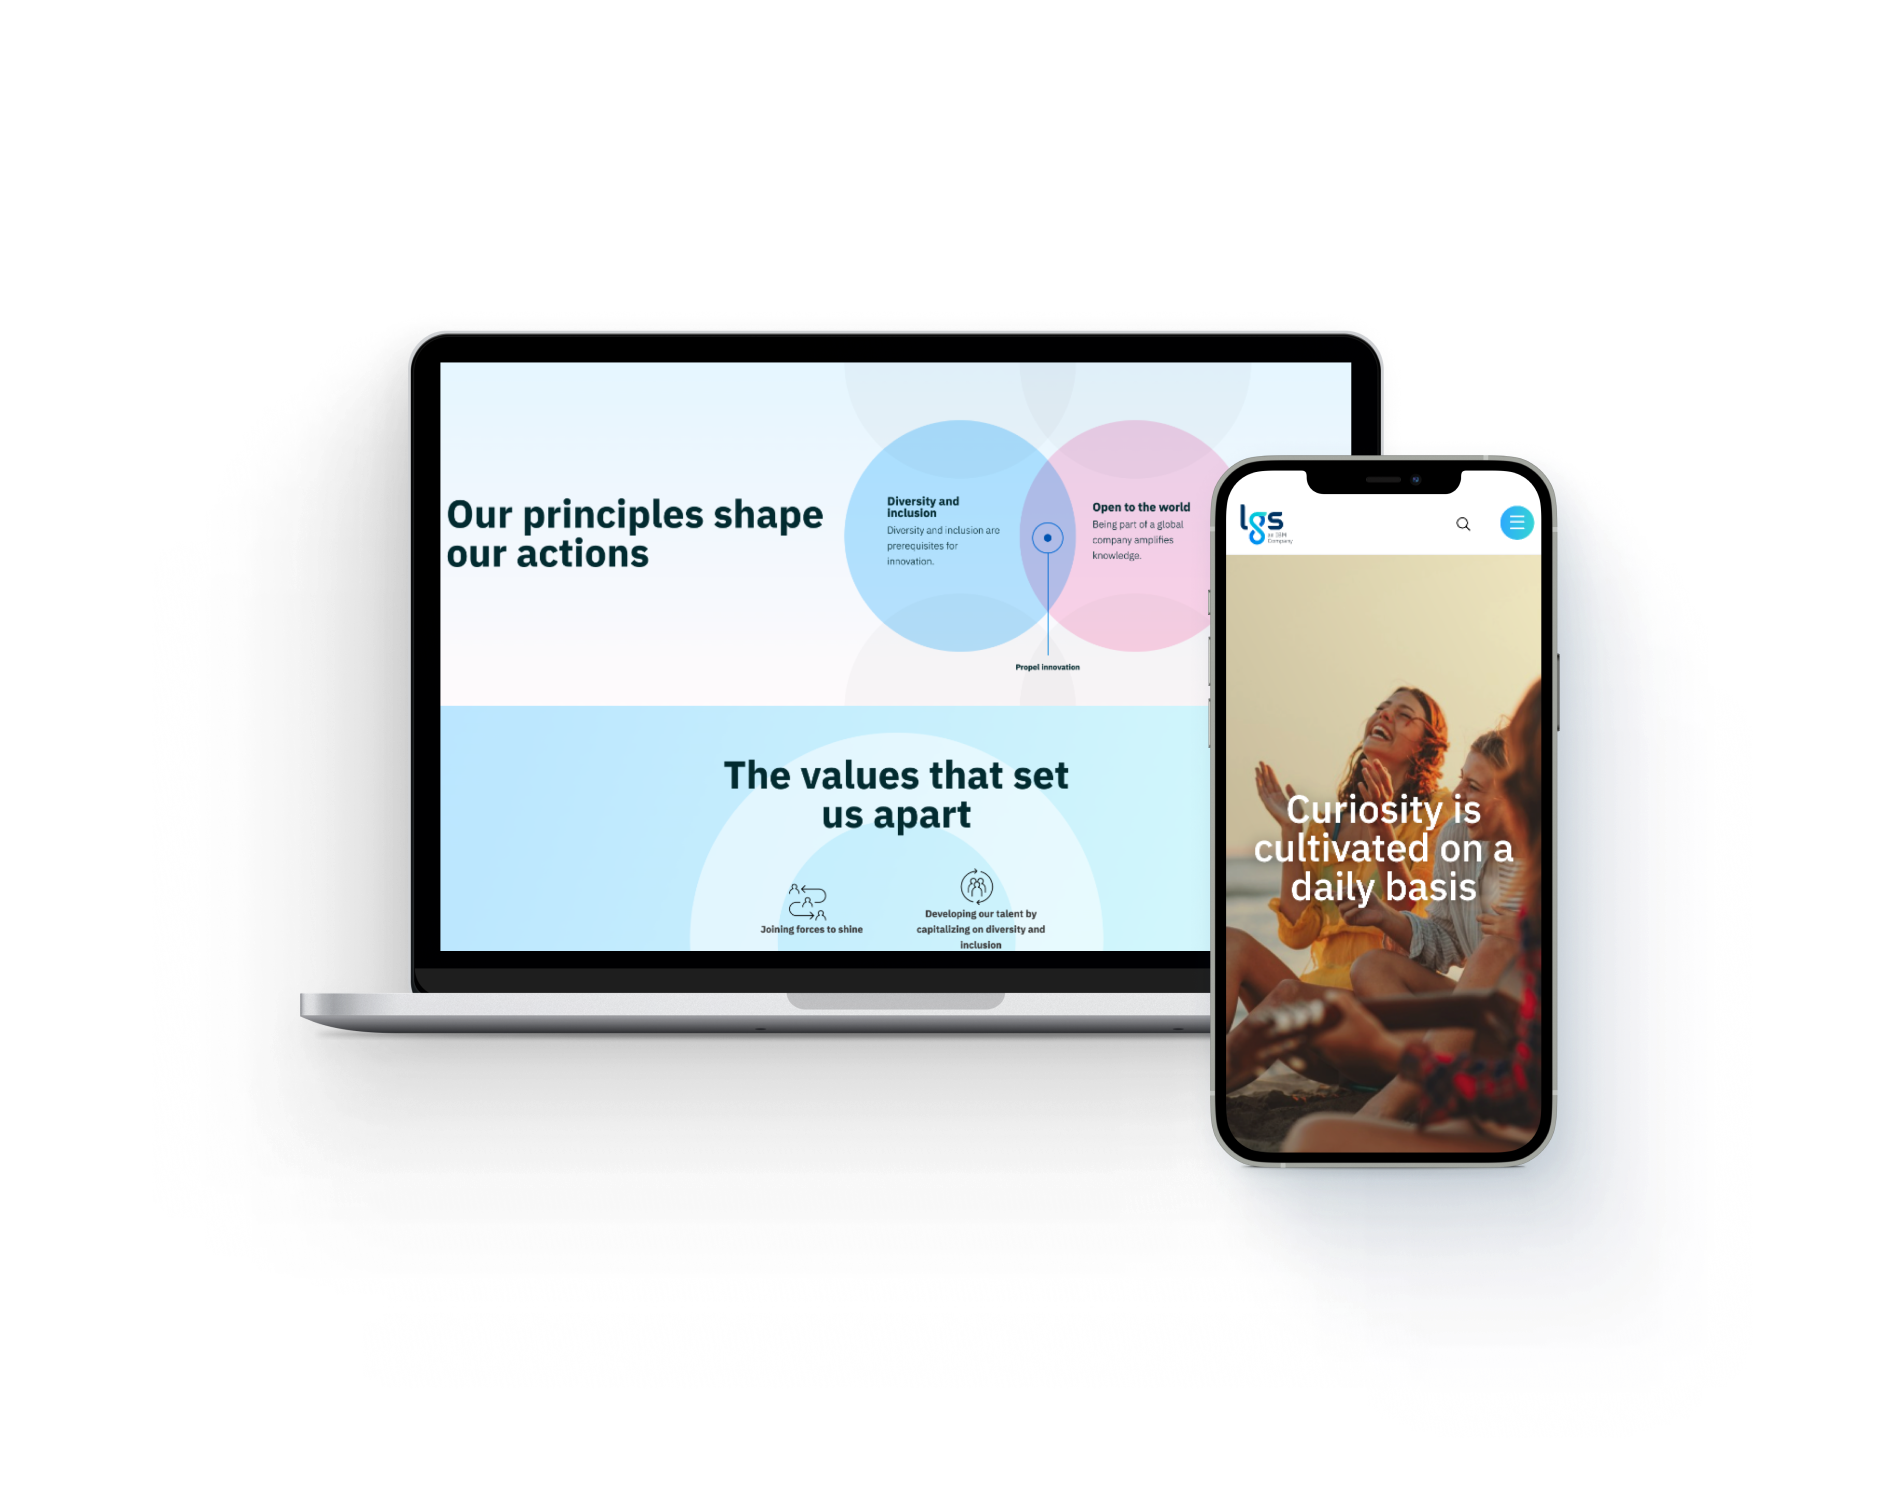 Our principles shape
our actions
Diversity and
inclusion
Diversity and inclusion are
prerequisites for
innovation.
Open to the world
Being part of a global
company amplifies
knowledge.
Propel innovation
The values that set
us apart
Joining forces to shine
Developing our talent by
capitalizing on diversity and
inclusion
lgs
an IBM
Company
Curiosity is
cultivated on a
daily basis